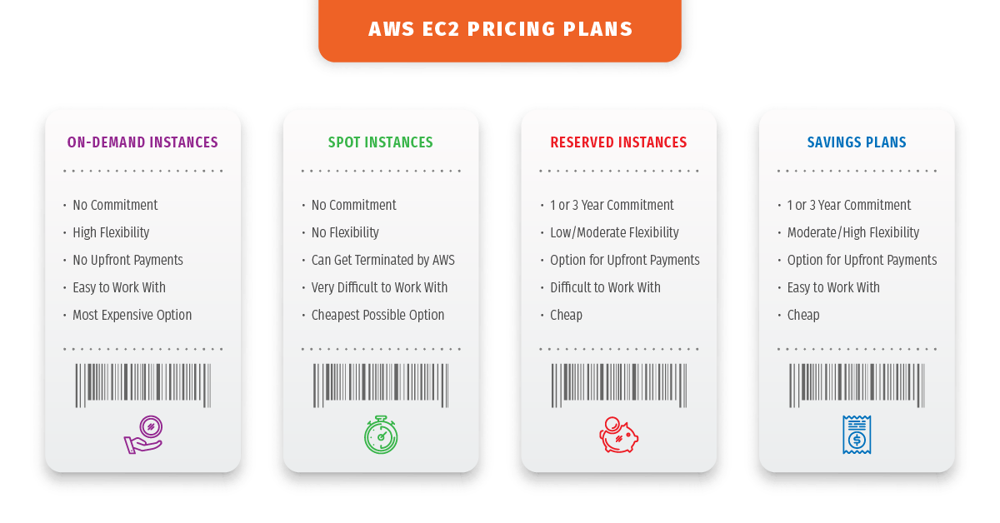 AWS EC2 PRICING PLANS
ON-DEMAND INSTANCES
· No Commitment
· High Flexibility
· No Upfront Payments
· Easy to Work With
· Most Expensive Option
SPOT INSTANCES
· No Commitment
· No Flexibility
· Can Get Terminated by AWS
· Very Difficult to Work With
· Cheapest Possible Option
RESERVED INSTANCES
· 1 or 3 Year Commitment
· Low/Moderate Flexibility
· Option for Upfront Payments
· Difficult to Work With
· Cheap
SAVINGS PLANS
· 1 or 3 Year Commitment
· Moderate/High Flexibility
· Option for Upfront Payments
· Easy to Work With
· Cheap
$